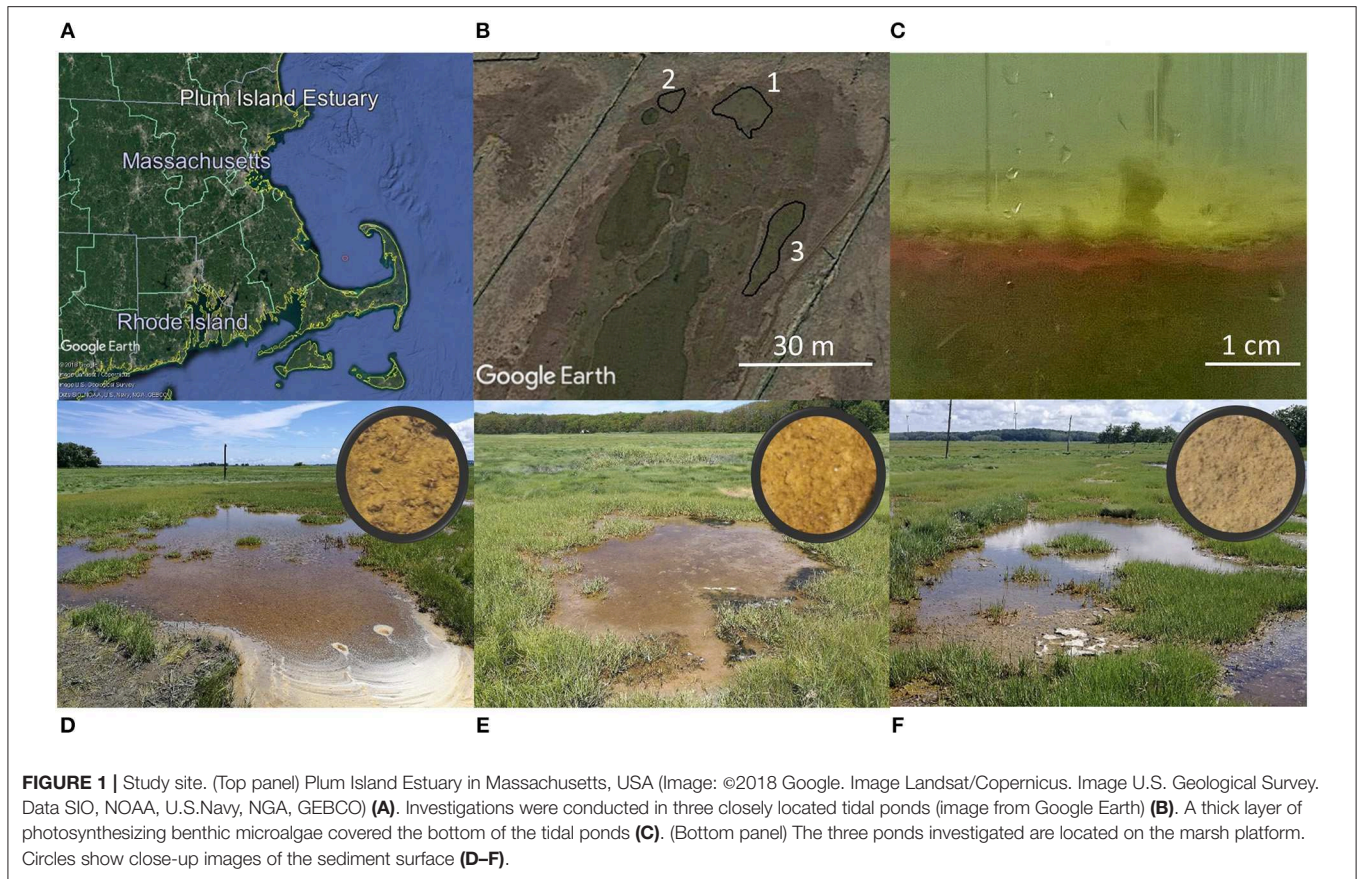 A
B
C
Plum Island Estuary
Massachusetts
Rhode Island
Google Earth
2
1
3
30 m
Google Earth
1 cm
D
E
F
FIGURE 1 | Study site. (Top panel) Plum Island Estuary in Massachusetts, USA (Image: ©2018 Google. Image Landsat/Copernicus. Image U.S. Geological Survey.
Data SIO, NOAA, U.S.Navy, NGA, GEBCO) (A). Investigations were conducted in three closely located tidal ponds (image from Google Earth) (B). A thick layer of
photosynthesizing benthic microalgae covered the bottom of the tidal ponds (C). (Bottom panel) The three ponds investigated are located on the marsh platform.
Circles show close-up images of the sediment surface (D–F).